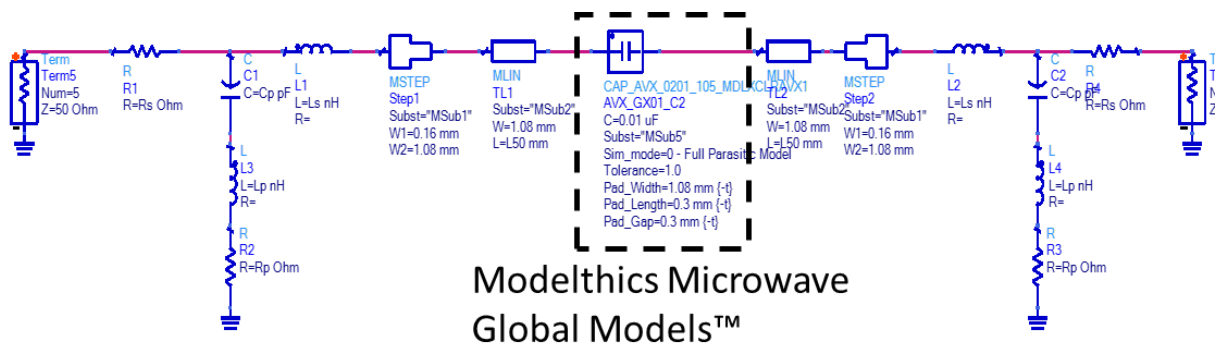 Term
Term5
Num=5
Z=50 Ohm
R
R1
R=Rs Ohm
C
C1
C=Cp pF
L
L1
L=Ls nH
R=
MSTEP
Step1
Subst="MSub1"
W1=0.16 mm
W2=1.08 mm
MLIN
TL1
Subst="MSub2"
W=1.08 mm
L=L50 mm
AVX_GX01_C2
C=0.01 uF
Subst="MSub5"
Sim_mode=0 - Full Parasitic Model
Tolerance=1.0
Pad_Width=1.08 mm {-t}
Pad_Length=0.3 mm {-t}
Pad_Gap=0.3 mm {-t}
MLIN
TL2
Subst="MSub2"
W=1.08 mm
L=L50 mm
MSTEP
Step2
Subst="MSub1"
W1=0.16 mm
W2=1.08 mm
L
L2
L=Ls nH
R=
C
C2
C=Cp pF
R
R4
R=Rs Ohm
L
L3
L=Lp nH
R=
R
R2
R=Rp Ohm
L
L4
L=Lp nH
R=
R
R3
R=Rp Ohm
Modelthics Microwave
Global Models™